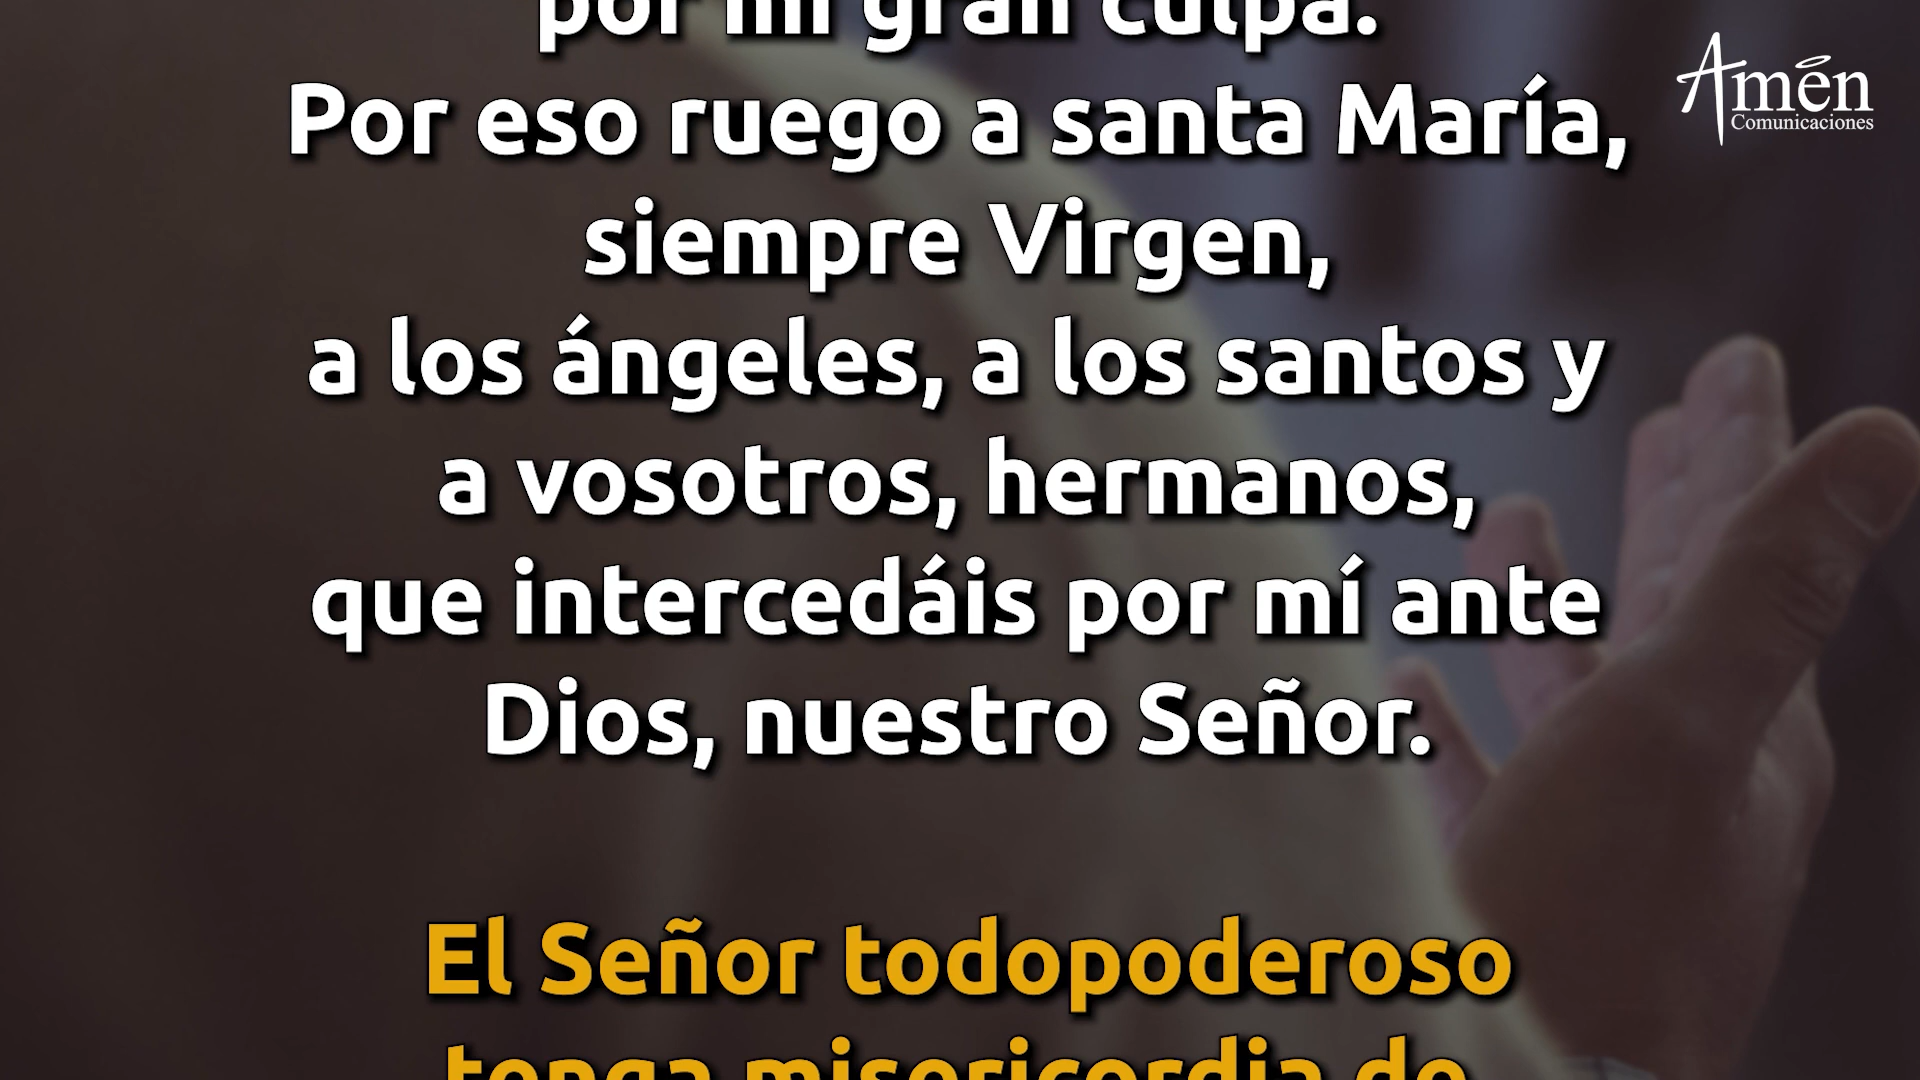 por mi gran culpa.
Por eso ruego a santa María,
siempre Virgen,
a los ángeles, a los santos y
a vosotros, hermanos,
que intercedáis por mí ante
Dios, nuestro Señor.
El Señor todopoderoso
tenga misericordia de
Amén
Comunicaciones